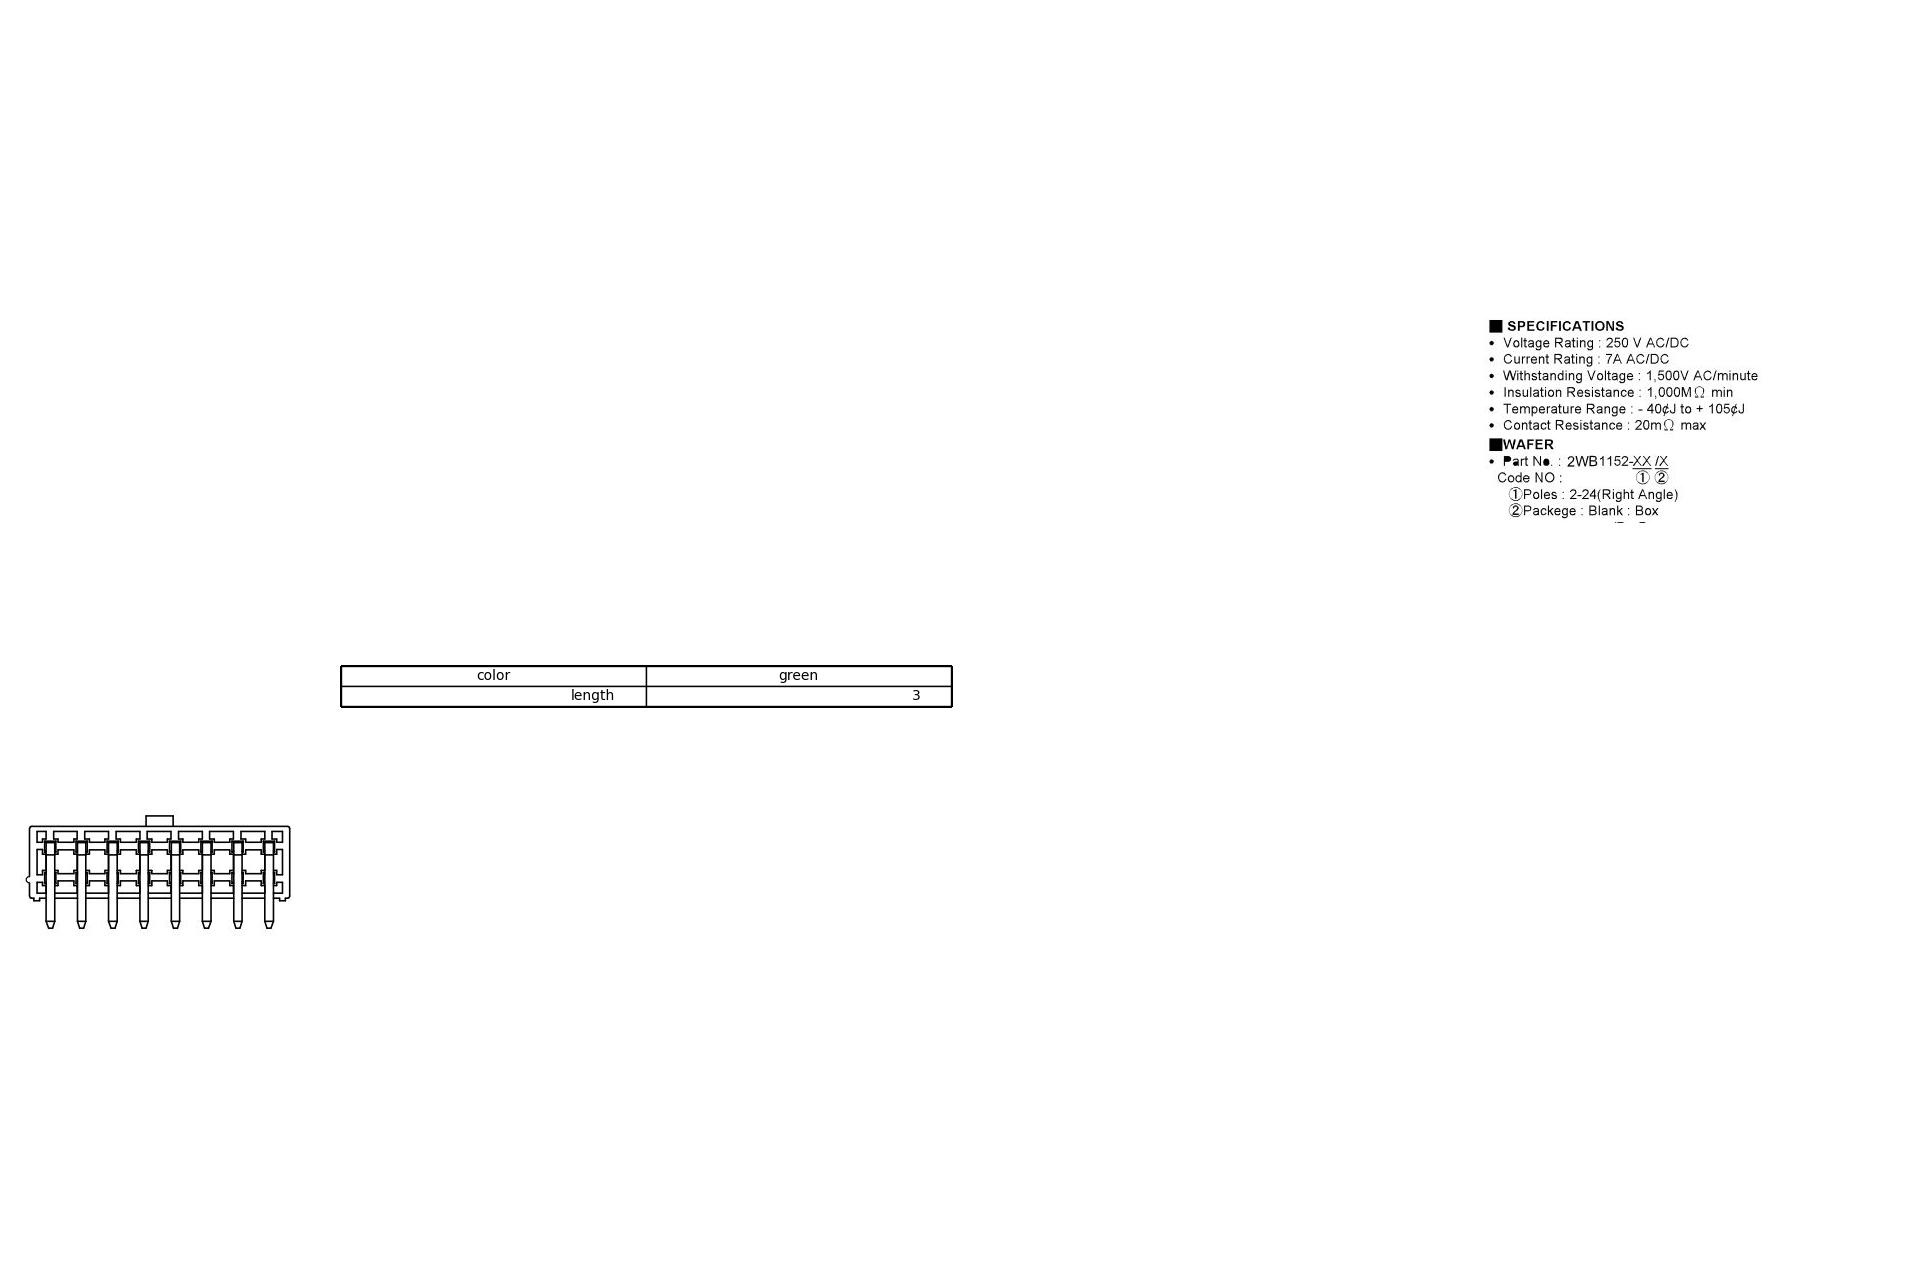 ■ SPECIFICATIONS
• Voltage Rating : 250 V AC/DC
• Current Rating : 7A AC/DC
• Withstanding Voltage : 1,500V AC/minute
• Insulation Resistance : 1,000MΩ min
• Temperature Range : - 40¢J to + 105¢J
• Contact Resistance : 20mΩ max
■WAFER
• Part No. : 2WB1152-XX /X
Code NO : ① ②
①Poles : 2-24(Right Angle)
②Packege : Blank : Box
color green
length 3